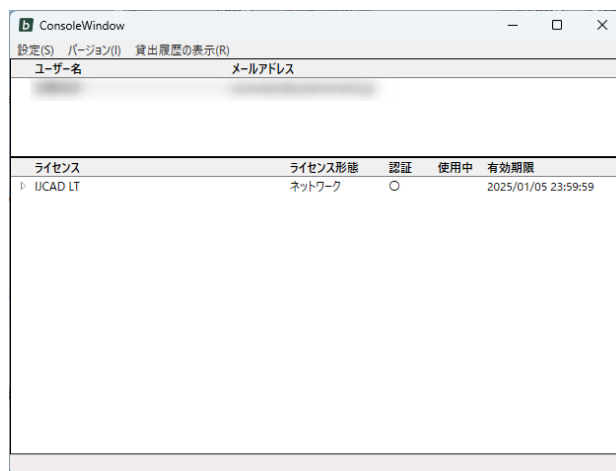 b ConsoleWindow
設定(S) バージョン(I) 貸出履歴の表示(R)
ユーザー名 メールアドレス
ライセンス ライセンス形態 認証 使用中 有効期限
IJCAD LT ネットワーク ○ 2025/01/05 23:59:59